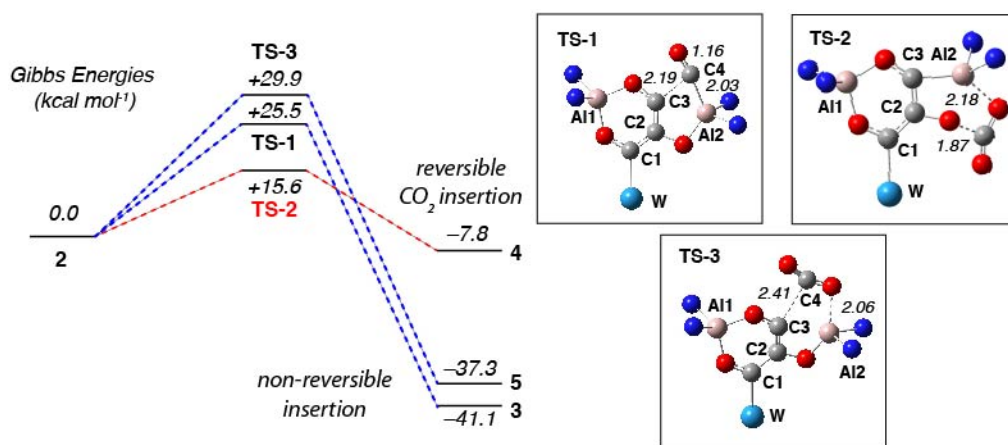 Gibbs Energies
(kcal mol⁻¹)
TS-3
+29.9
+25.5
TS-1
+15.6
TS-2
0.0
2
reversible
CO₂ insertion
−7.8
4
non-reversible
insertion
−37.3
5
3
−41.1
TS-1
1.16
C4
2.19
2.03
C3
Al1
C2
Al2
C1
W
TS-2
C3
Al2
Al1
C2
2.18
1.87
C1
W
TS-3
2.41
C4
Al1
2.06
C3
C2
Al2
C1
W